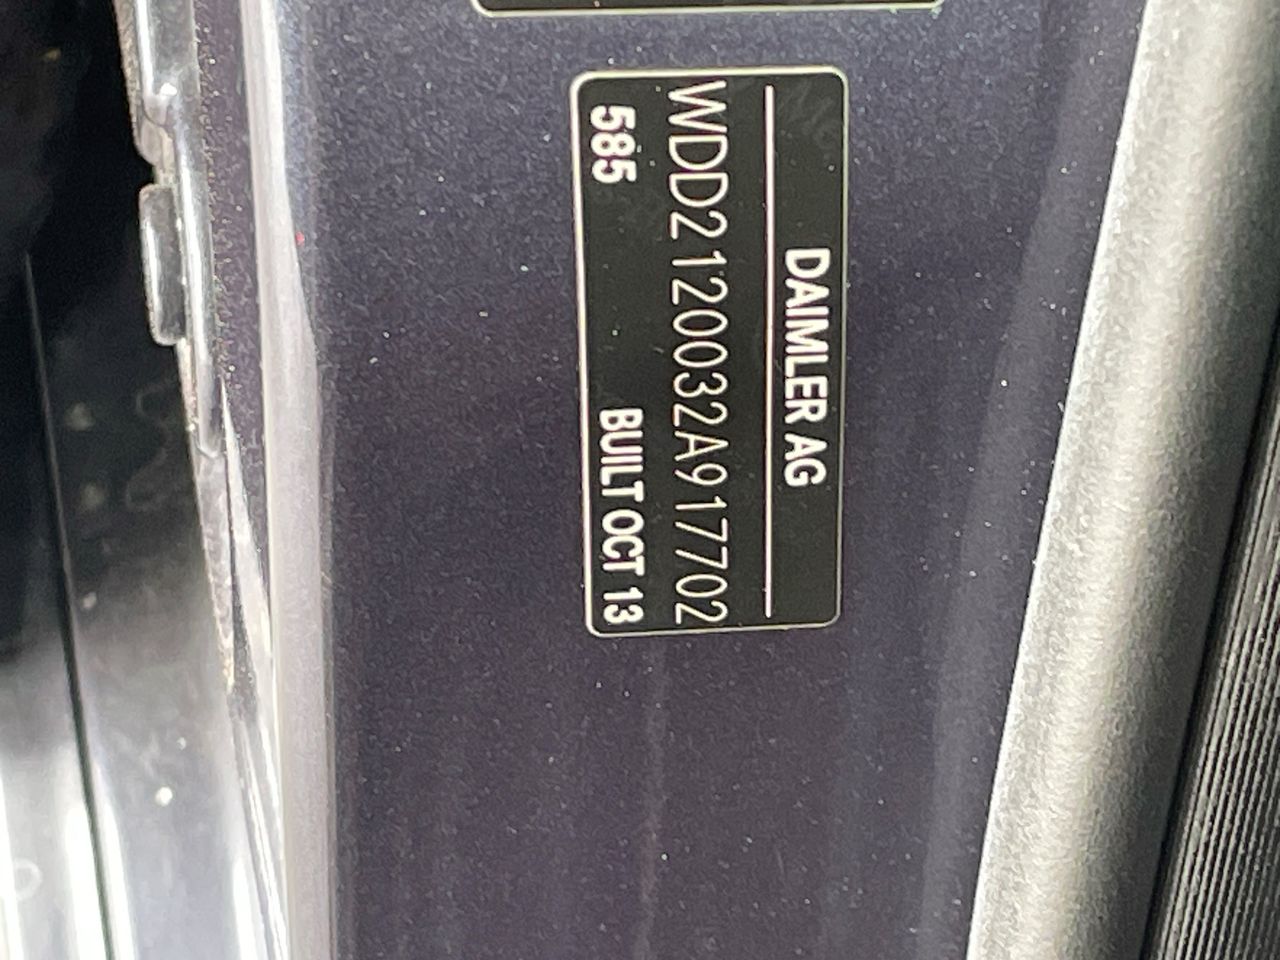 DAIMLER AG
WDD2120032A917702
585 BUILT OCT 13